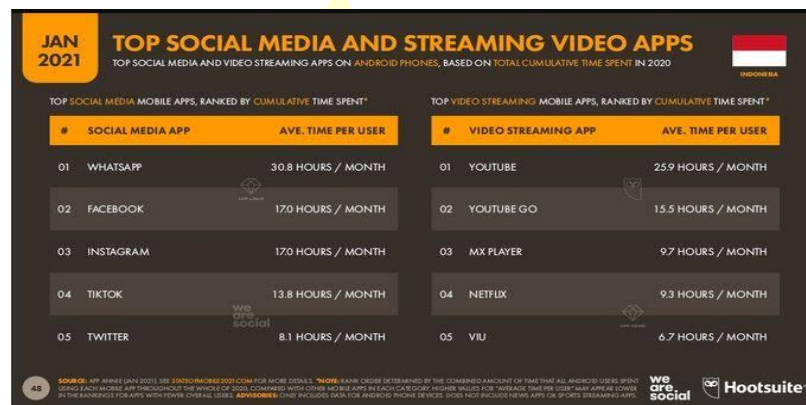 JAN
2021
TOP SOCIAL MEDIA AND STREAMING VIDEO APPS
TOP SOCIAL MEDIA AND VIDEO STREAMING APPS ON ANDROID PHONES, BASED ON TOTAL CUMULATIVE TIME SPENT IN 2020
INDONESIA
TOP SOCIAL MEDIA MOBILE APPS, RANKED BY CUMULATIVE TIME SPENT*
# SOCIAL MEDIA APP AVE. TIME PER USER
01 WHATSAPP 30.8 HOURS / MONTH
02 FACEBOOK 17.0 HOURS / MONTH
03 INSTAGRAM 17.0 HOURS / MONTH
04 TIKTOK 13.8 HOURS / MONTH
05 TWITTER 8.1 HOURS / MONTH
TOP VIDEO STREAMING MOBILE APPS, RANKED BY CUMULATIVE TIME SPENT*
# VIDEO STREAMING APP AVE. TIME PER USER
01 YOUTUBE 25.9 HOURS / MONTH
02 YOUTUBE GO 15.5 HOURS / MONTH
03 MX PLAYER 9.7 HOURS / MONTH
04 NETFLIX 9.3 HOURS / MONTH
05 VIU 6.7 HOURS / MONTH
we
are
social
48
SOURCE: APP ANNIE (JAN 2021). SEE STATEOFMOBILE2021.COM FOR MORE DETAILS. *NOTE: RANK ORDER DETERMINED BY THE COMBINED AMOUNT OF TIME THAT ALL ANDROID USERS SPENT
USING EACH MOBILE APP THROUGHOUT THE WHOLE OF 2020, COMPARED WITH OTHER MOBILE APPS IN EACH CATEGORY. HIGHER VALUES FOR "AVERAGE TIME PER USER" MAY APPEAR LOWER
IN THE RANKINGS FOR APPS WITH FEWER OVERALL USERS. ADVISORIES: ONLY INCLUDES DATA FOR ANDROID PHONE DEVICES. DOES NOT INCLUDE NEWS APPS OR SPORTS STREAMING APPS.
we
are
social
Hootsuite